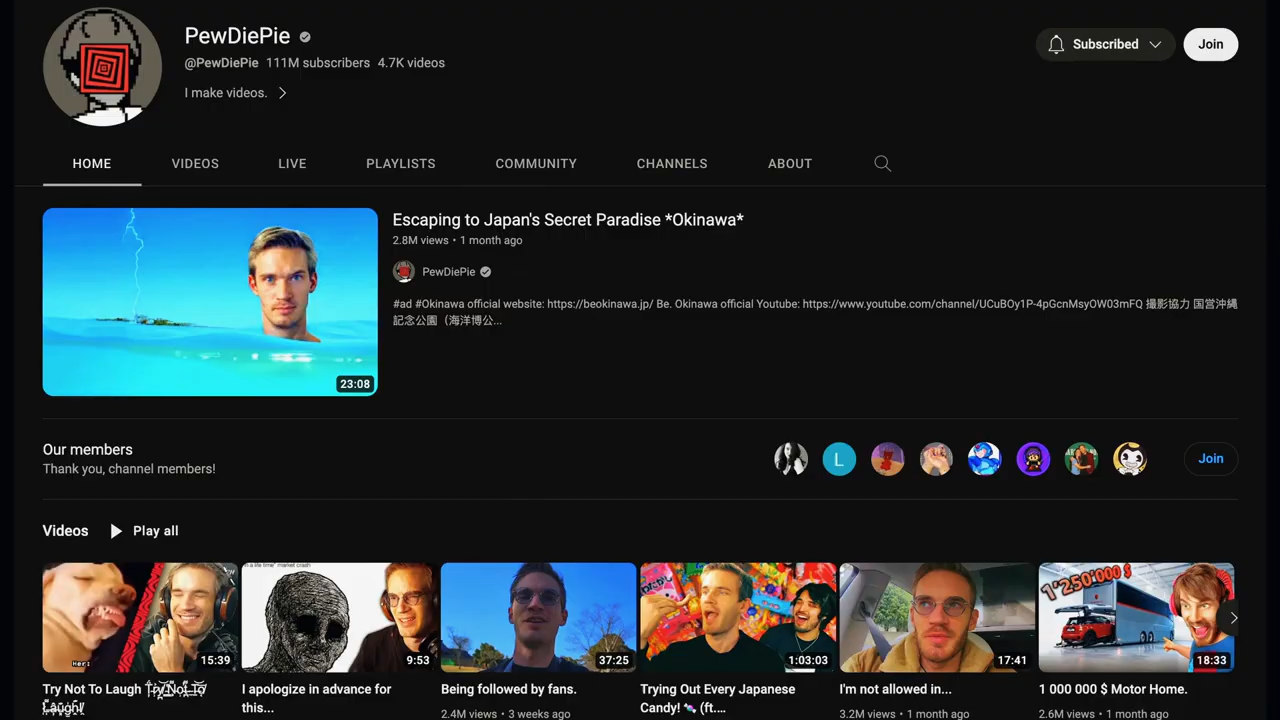 PewDiePie
@PewDiePie 111M subscribers 4.7K videos
I make videos.
Subscribed
Join
HOME VIDEOS LIVE PLAYLISTS COMMUNITY CHANNELS ABOUT
Escaping to Japan's Secret Paradise *Okinawa*
2.8M views • 1 month ago
PewDiePie
#ad #Okinawa official website: https://beokinawa.jp/ Be. Okinawa official Youtube: https://www.youtube.com/channel/UCuBOy1P-4pGcnMsyOW03mFQ 撮影協力 国営沖縄
記念公園（海洋博公...
23:08
Our members
Thank you, channel members!
L
Join
Videos Play all
Her:
15:39
9:53
37:25
1:03:03
17:41
1'250'000 $
18:33
Try Not To Laugh Try Not To
Laugh!
I apologize in advance for
this...
Being followed by fans.
2.4M views • 3 weeks ago
Trying Out Every Japanese
Candy! 🍬 (ft....
I'm not allowed in...
3.2M views • 1 month ago
1 000 000 $ Motor Home.
2.6M views • 1 month ago